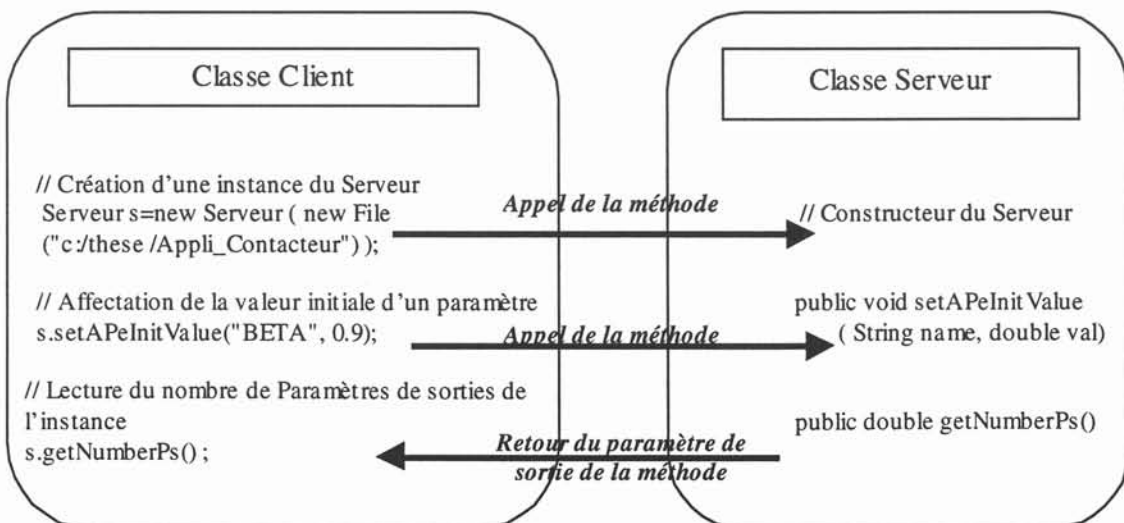 Classe Client
// Création d'une instance du Serveur
Serveur s=new Serveur ( new File
("c:/these /Appli_Contacteur") );
// Affectation de la valeur initiale d'un paramètre
s.setAPeInitValue("BETA", 0.9);
// Lecture du nombre de Paramètres de sorties de
l'instance
s.getNumberPs() ;
Appel de la méthode
Appel de la méthode
Retour du paramètre de
sortie de la méthode
Classe Serveur
// Constructeur du Serveur
public void setAPeInitValue
( String name, double val)
public double getNumberPs()